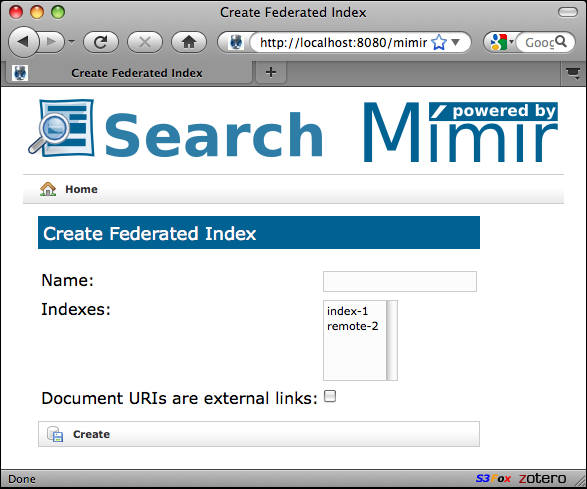 Create Federated Index
http://localhost:8080/mimir
Goog
Create Federated Index
Search
powered by
Mimir
Home
Create Federated Index
Name:
Indexes:
index-1
remote-2
Document URIs are external links:
Create
Done
S3Fox zotero